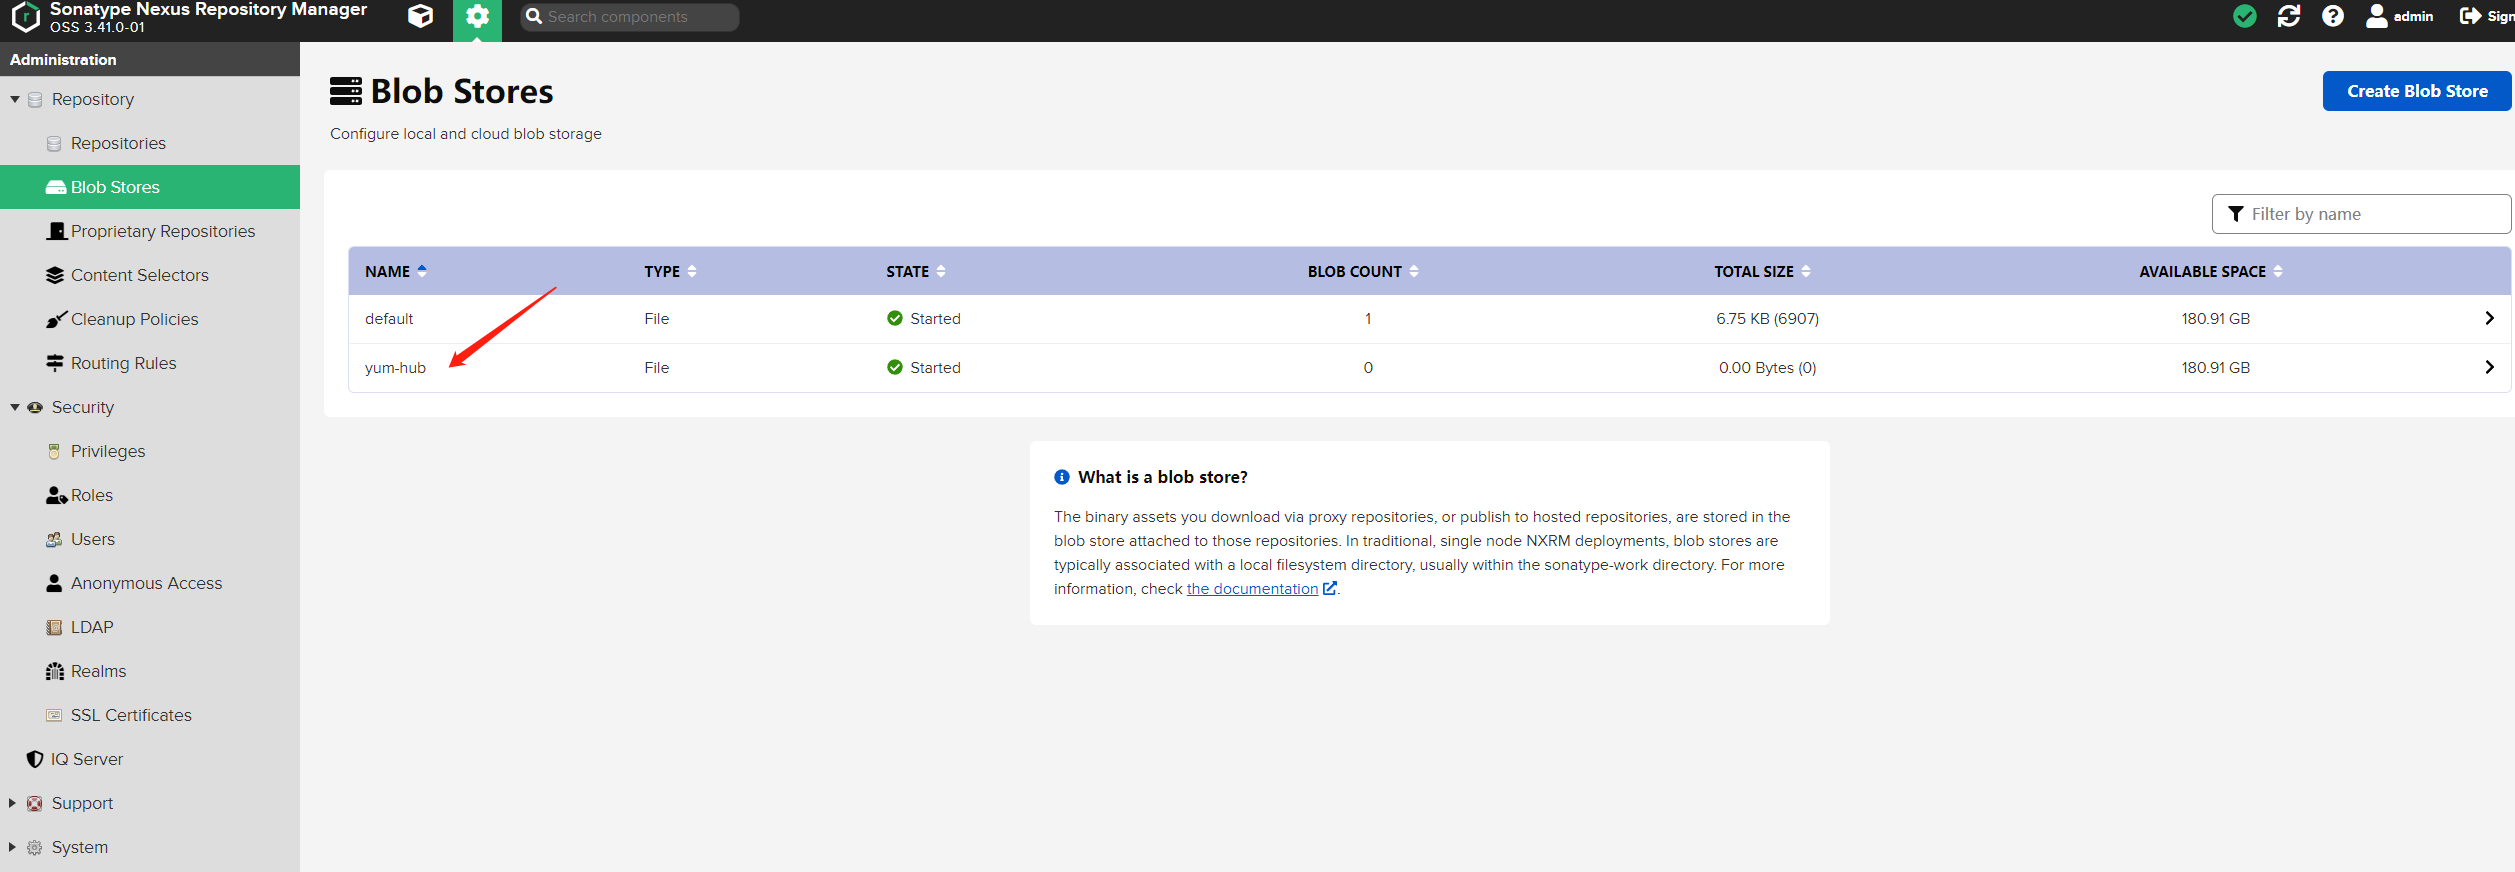 Sonatype Nexus Repository Manager
OSS 3.41.0-01
Search components
admin
Sign
Administration
Repository
Repositories
Blob Stores
Proprietary Repositories
Content Selectors
Cleanup Policies
Routing Rules
Security
Privileges
Roles
Users
Anonymous Access
LDAP
Realms
SSL Certificates
IQ Server
Support
System
Blob Stores
Create Blob Store
Configure local and cloud blob storage
Filter by name
NAME TYPE STATE BLOB COUNT TOTAL SIZE AVAILABLE SPACE
default File Started 1 6.75 KB (6907) 180.91 GB
yum-hub File Started 0 0.00 Bytes (0) 180.91 GB
What is a blob store?
The binary assets you download via proxy repositories, or publish to hosted repositories, are stored in the
blob store attached to those repositories. In traditional, single node NXRM deployments, blob stores are
typically associated with a local filesystem directory, usually within the sonatype-work directory. For more
information, check the documentation.